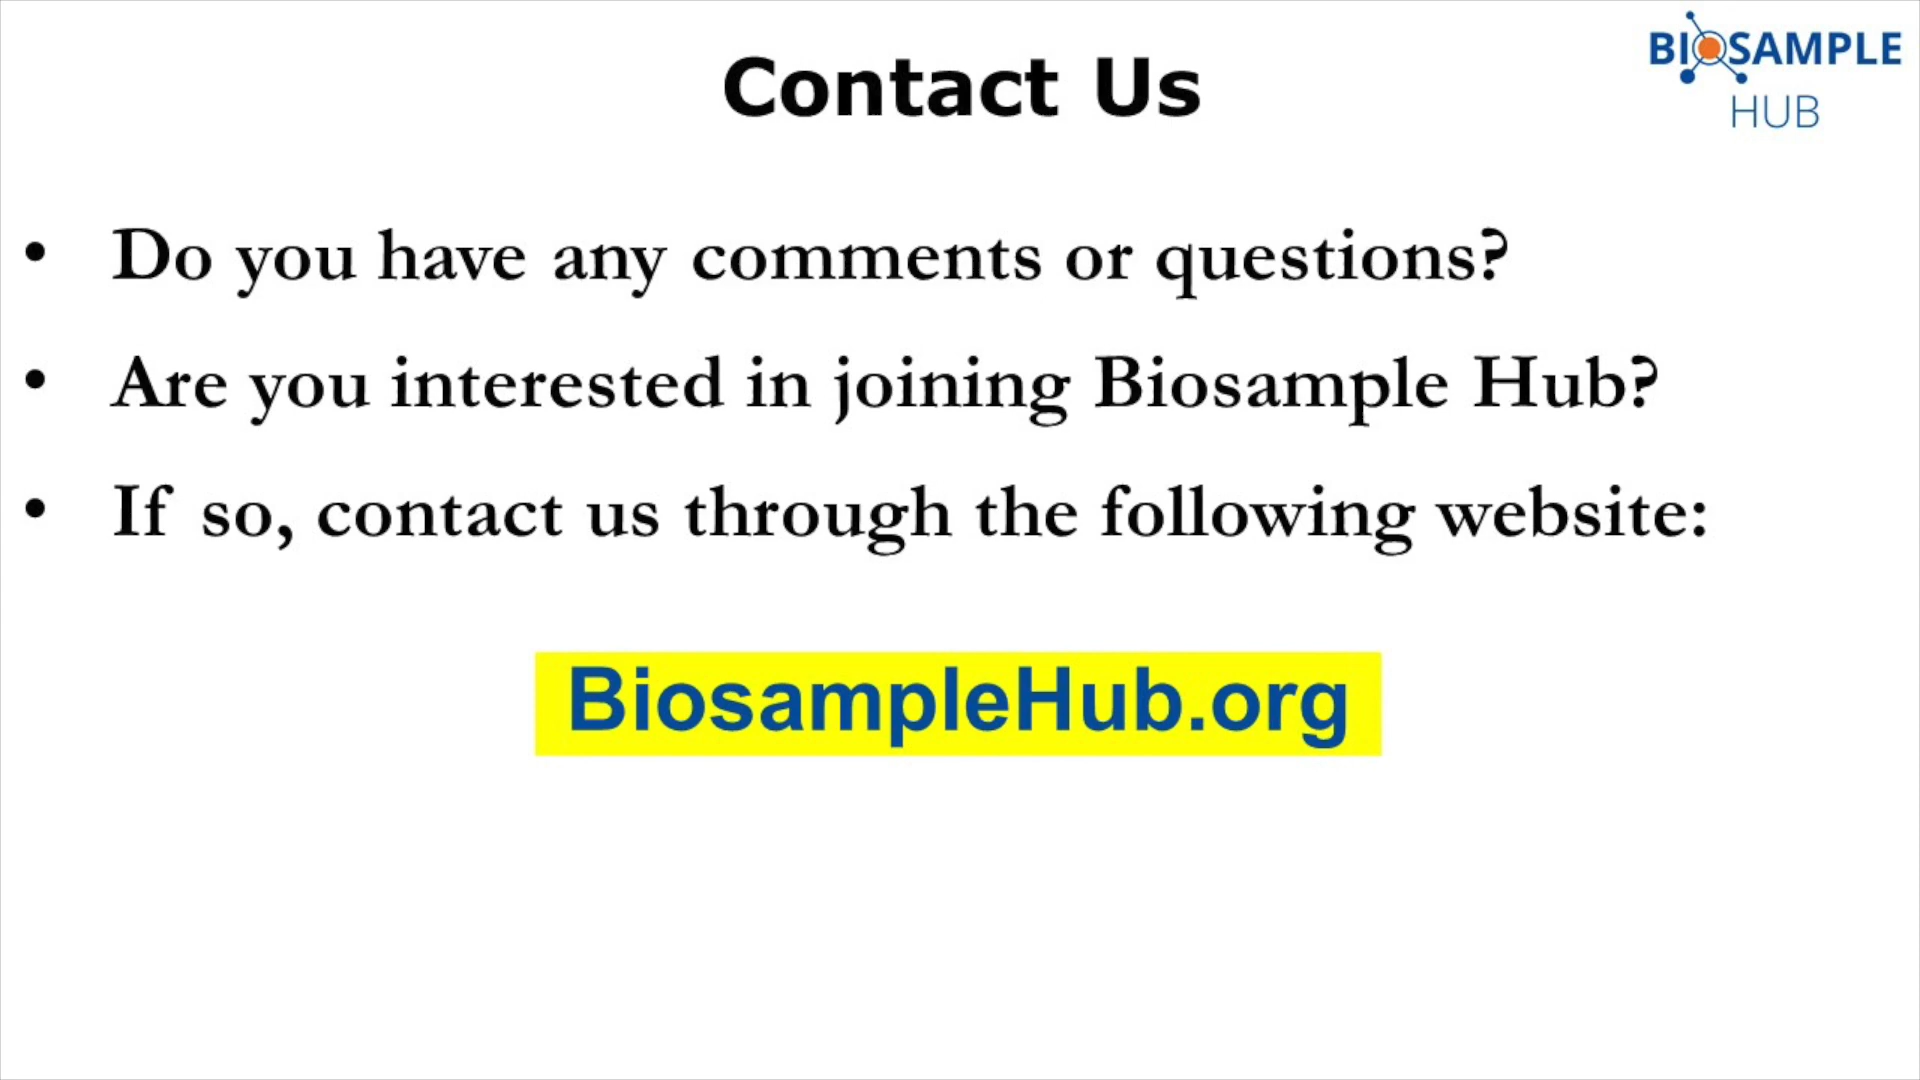 BIOSAMPLE
HUB
Contact Us
• Do you have any comments or questions?
• Are you interested in joining Biosample Hub?
• If so, contact us through the following website:
BiosampleHub.org